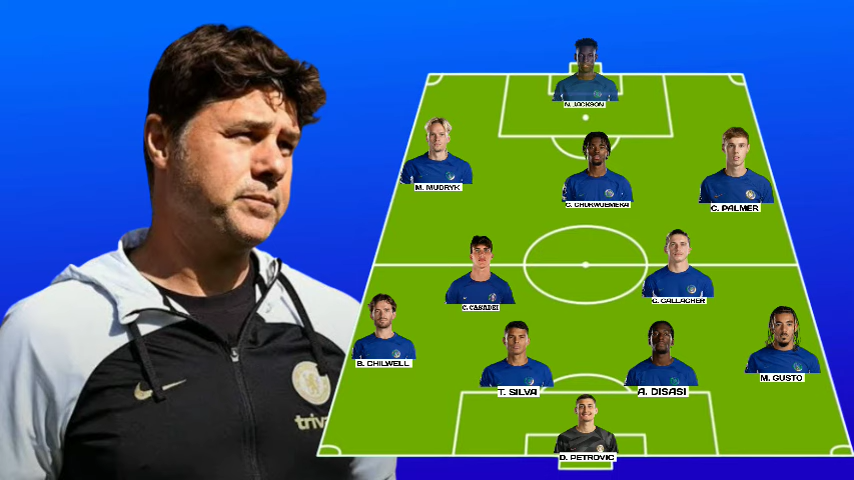 N. JACKSON
M. MUDRYK
C. CHUKWUEMEKA
C. PALMER
C. CASADEI
C. GALLAGHER
B. CHILWELL
T. SILVA
A. DISASI
M. GUSTO
D. PETROVIC